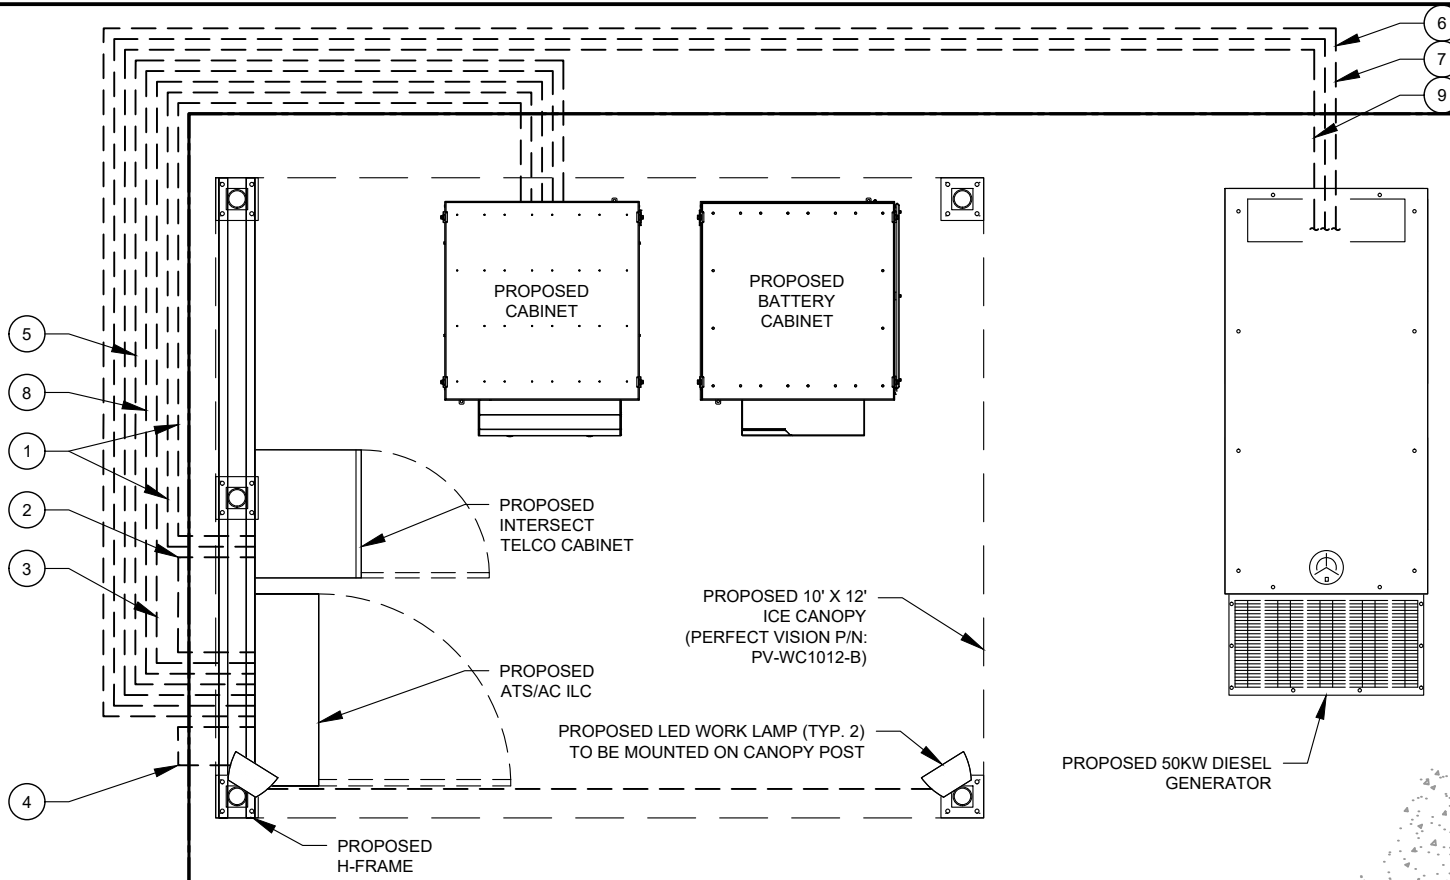 6
7
9
PROPOSED
CABINET
PROPOSED
BATTERY
CABINET
5
8
1
2
3
4
PROPOSED
INTERSECT
TELCO CABINET
PROPOSED 10' X 12'
ICE CANOPY
(PERFECT VISION P/N:
PV-WC1012-B)
PROPOSED
ATS/AC ILC
PROPOSED LED WORK LAMP (TYP. 2)
TO BE MOUNTED ON CANOPY POST
PROPOSED 50KW DIESEL
GENERATOR
PROPOSED
H-FRAME